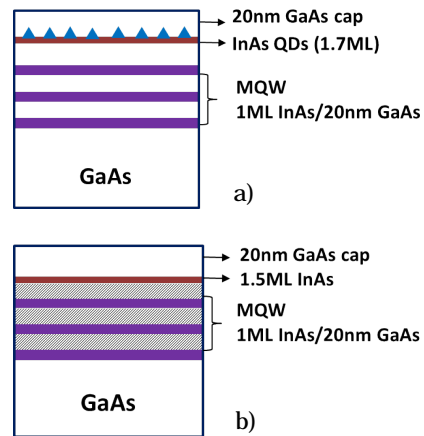 20nm GaAs cap
InAs QDs (1.7ML)
MQW
1ML InAs/20nm GaAs
GaAs
a)
20nm GaAs cap
1.5ML InAs
MQW
1ML InAs/20nm GaAs
GaAs
b)